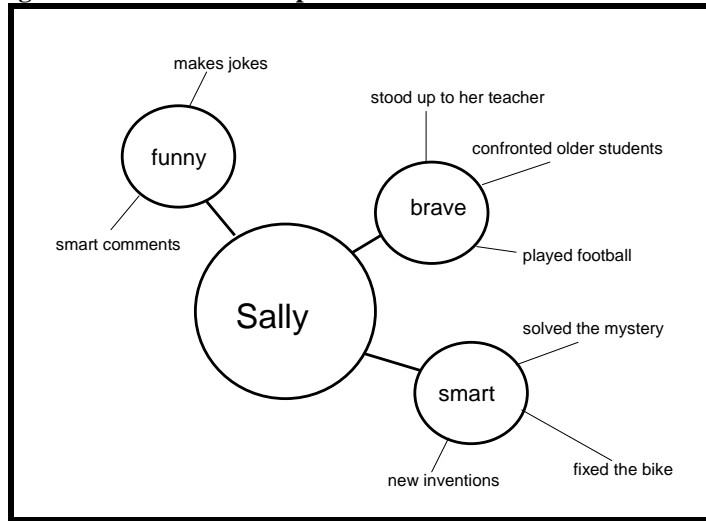 makes jokes
funny
smart comments
stood up to her teacher
confronted older students
brave
played football
Sally
solved the mystery
smart
new inventions
fixed the bike